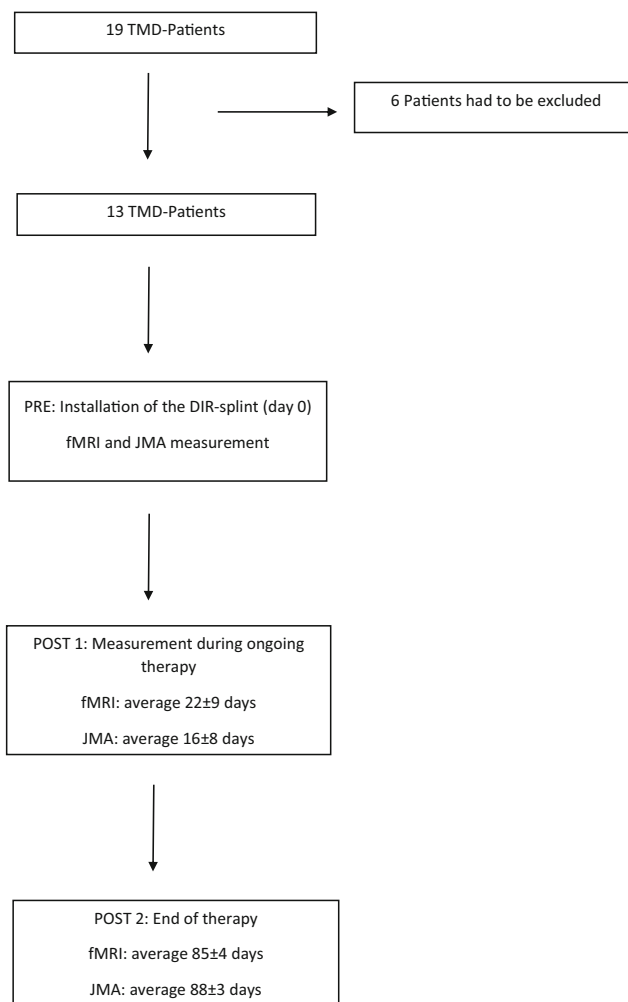 19 TMD-Patients
6 Patients had to be excluded
13 TMD-Patients
PRE: Installation of the DIR-splint (day 0)
fMRI and JMA measurement
POST 1: Measurement during ongoing
therapy
fMRI: average 22±9 days
JMA: average 16±8 days
POST 2: End of therapy
fMRI: average 85±4 days
JMA: average 88±3 days